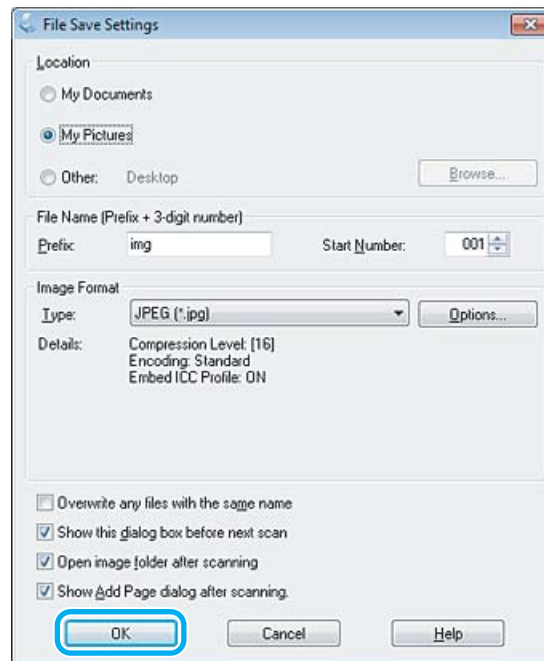 File Save Settings
Location
My Documents
My Pictures
Other: Desktop Browse...
File Name (Prefix + 3-digit number)
Prefix: img Start Number: 001
Image Format
Type: JPEG (*.jpg) Options...
Details: Compression Level: [16]
Encoding: Standard
Embed ICC Profile: ON
Overwrite any files with the same name
Show this dialog box before next scan
Open image folder after scanning
Show Add Page dialog after scanning.
OK Cancel Help